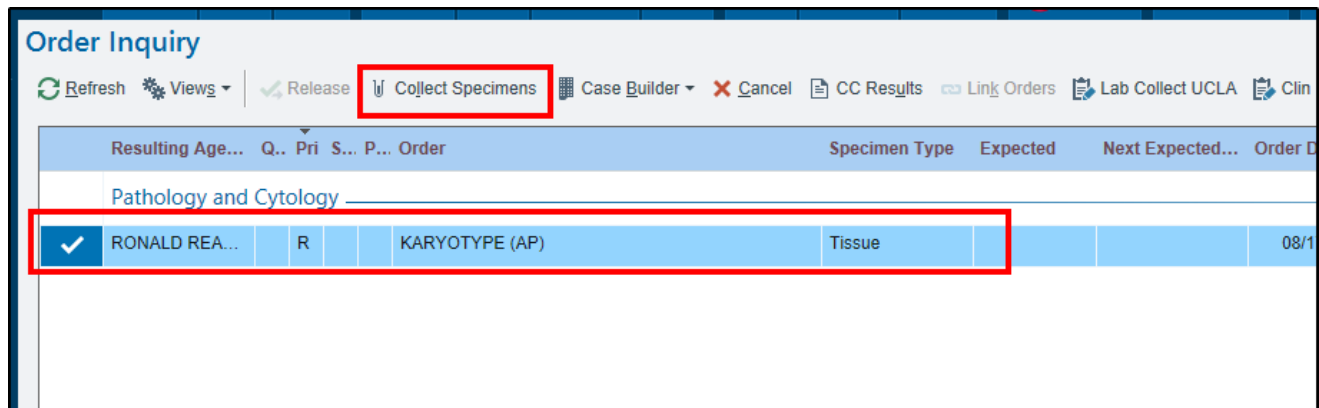 Order Inquiry
Refresh Views Release Collect Specimens Case Builder Cancel CC Results Link Orders Lab Collect UCLA Clin
Resulting Age... Q.. Pri S... P... Order Specimen Type Expected Next Expected... Order D
Pathology and Cytology
RONALD REA... R KARYOTYPE (AP) Tissue 08/1